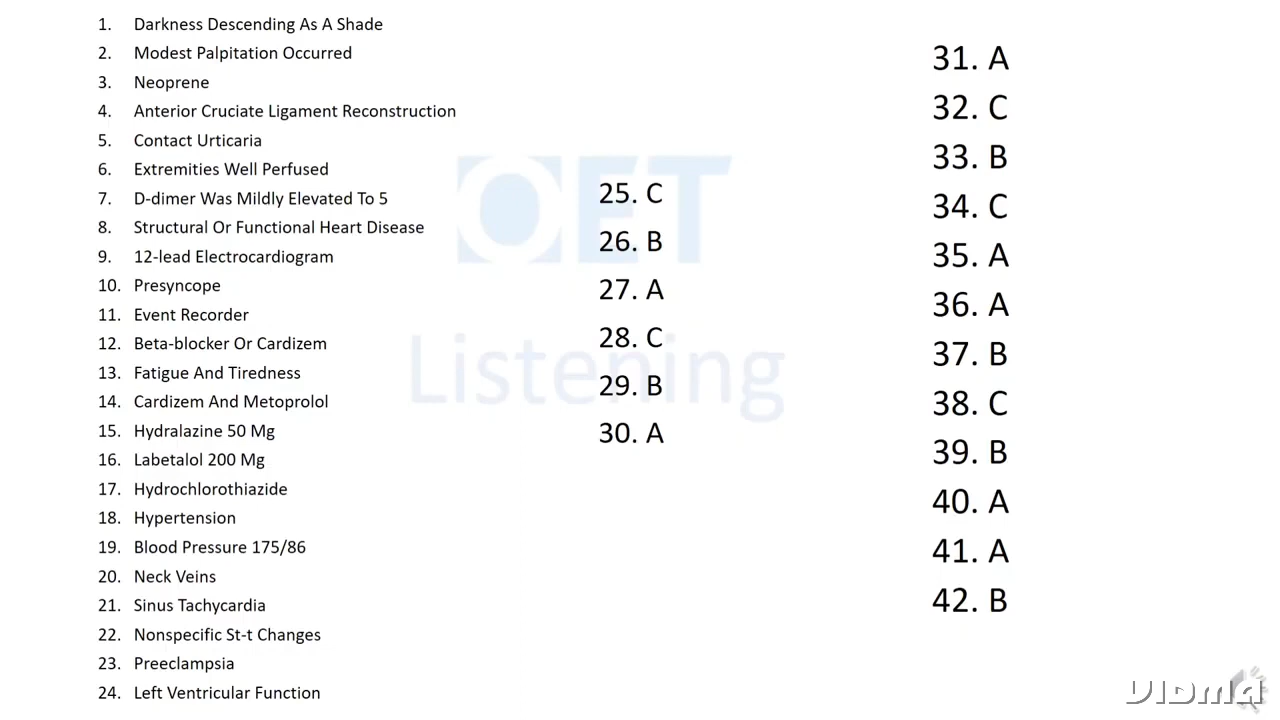 1. Darkness Descending As A Shade
2. Modest Palpitation Occurred
3. Neoprene
4. Anterior Cruciate Ligament Reconstruction
5. Contact Urticaria
6. Extremities Well Perfused
7. D-dimer Was Mildly Elevated To 5
8. Structural Or Functional Heart Disease
9. 12-lead Electrocardiogram
10. Presyncope
11. Event Recorder
12. Beta-blocker Or Cardizem
13. Fatigue And Tiredness
14. Cardizem And Metoprolol
15. Hydralazine 50 Mg
16. Labetalol 200 Mg
17. Hydrochlorothiazide
18. Hypertension
19. Blood Pressure 175/86
20. Neck Veins
21. Sinus Tachycardia
22. Nonspecific St-t Changes
23. Preeclampsia
24. Left Ventricular Function
OET
Listening
25. C
26. B
27. A
28. C
29. B
30. A
31. A
32. C
33. B
34. C
35. A
36. A
37. B
38. C
39. B
40. A
41. A
42. B
VIDMA